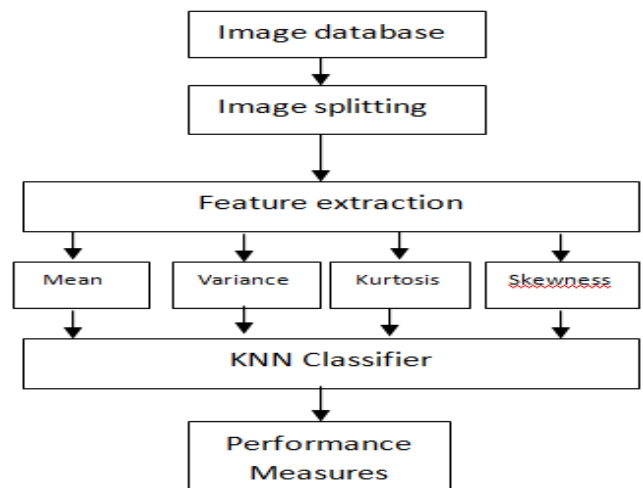 Image database
Image splitting
Feature extraction
Mean
Variance
Kurtosis
Skewness
KNN Classifier
Performance
Measures